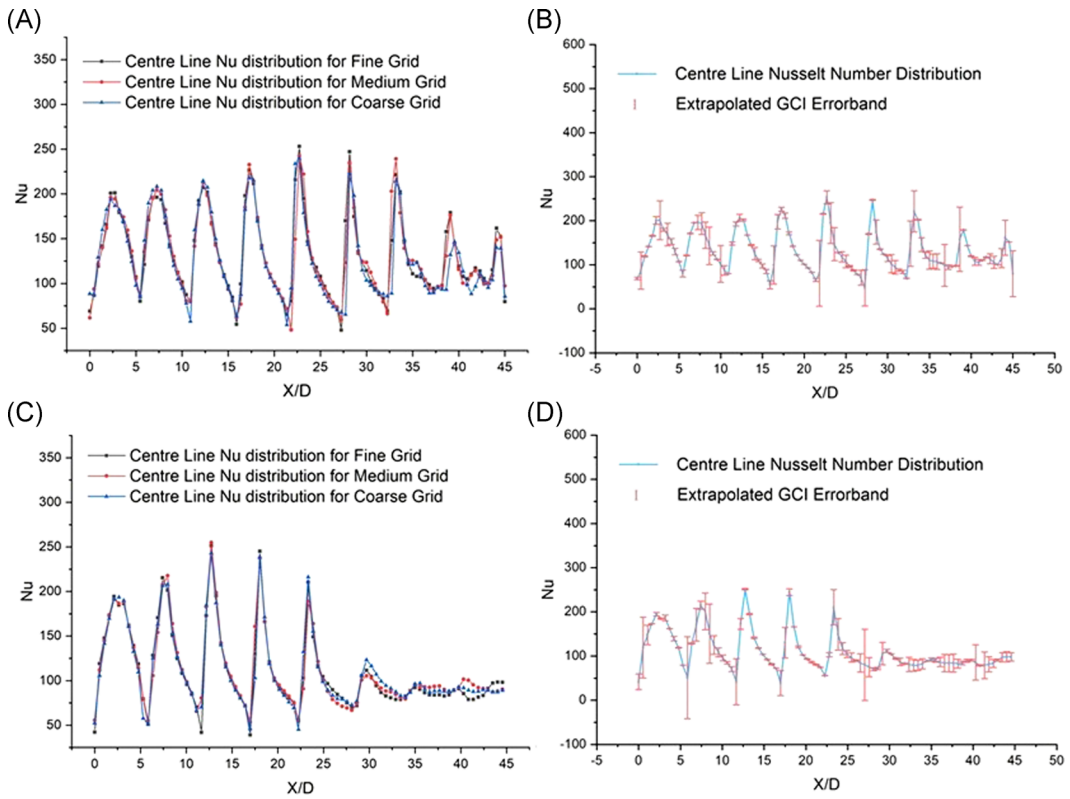 (A)
Centre Line Nu distribution for Fine Grid
Centre Line Nu distribution for Medium Grid
Centre Line Nu distribution for Coarse Grid
350
300
250
200
150
100
50
Nu
0 5 10 15 20 25 30 35 40 45
X/D
(B)
Centre Line Nusselt Number Distribution
Extrapolated GCI Errorband
600
500
400
300
200
100
0
-100
Nu
-5 0 5 10 15 20 25 30 35 40 45 50
X/D
(C)
Centre Line Nu distribution for Fine Grid
Centre Line Nu distribution for Medium Grid
Centre Line Nu distribution for Coarse Grid
350
300
250
200
150
100
50
Nu
0 5 10 15 20 25 30 35 40 45
X/D
(D)
Centre Line Nusselt Number Distribution
Extrapolated GCI Errorband
600
500
400
300
200
100
0
-100
Nu
-5 0 5 10 15 20 25 30 35 40 45 50
X/D